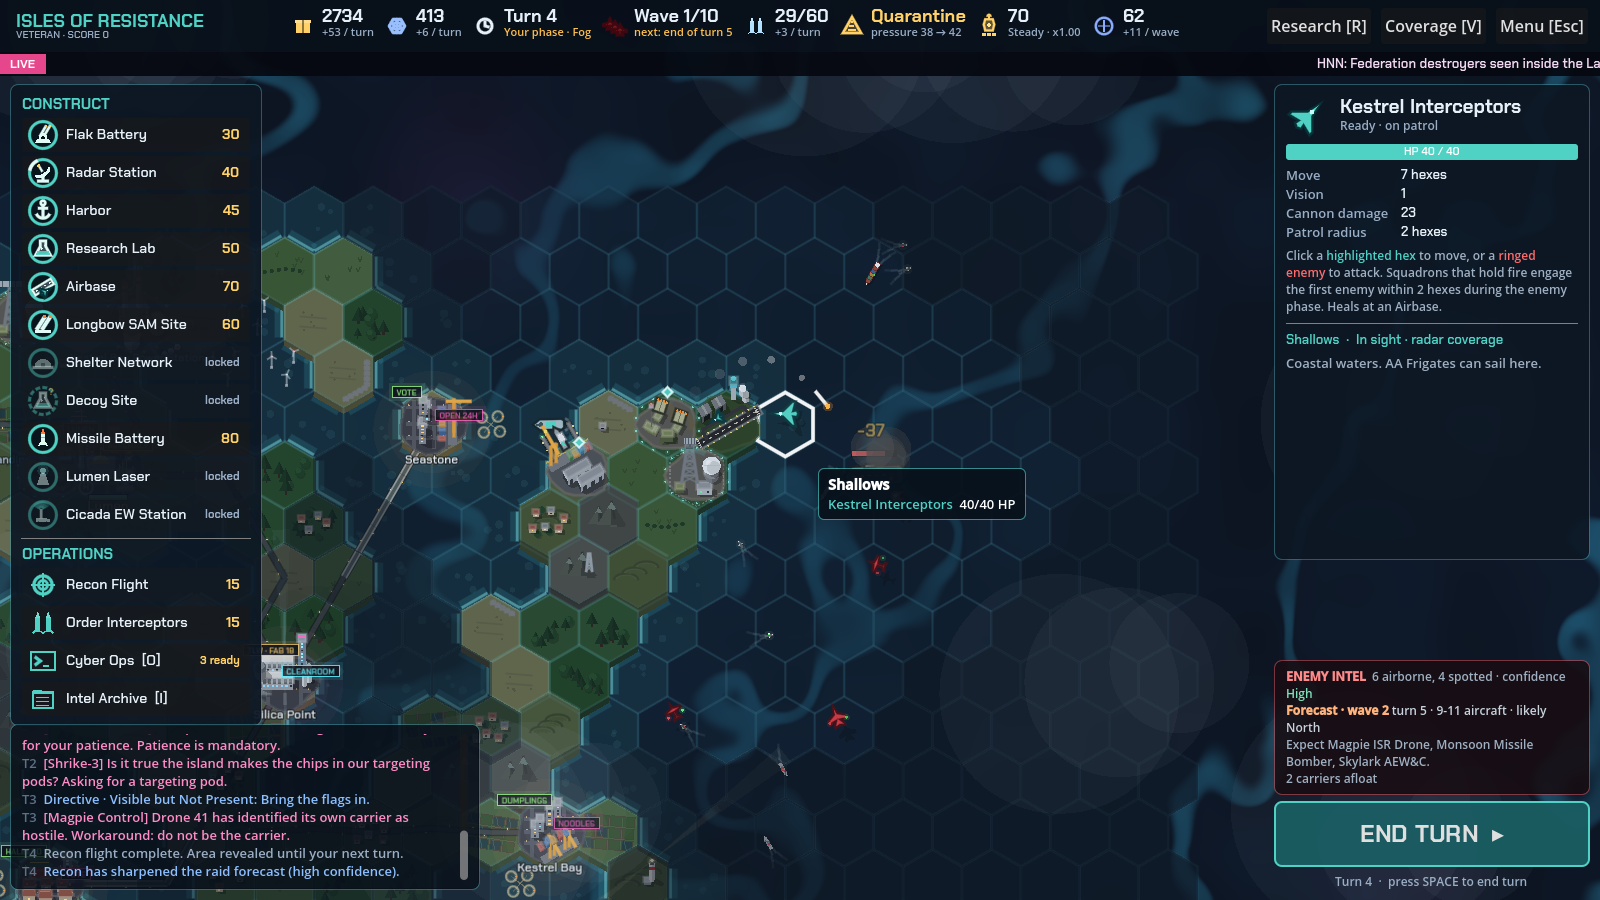 ISLES OF RESISTANCE
VETERAN · SCORE 0
2734
+53 / turn
413
+6 / turn
Turn 4
Your phase · Fog
Wave 1/10
next: end of turn 5
29/60
+3 / turn
Quarantine
pressure 38 → 42
70
Steady · x1.00
62
+11 / wave
Research [R]
Coverage [V]
Menu [Esc]
LIVE
HNN: Federation destroyers seen inside the La
CONSTRUCT
Flak Battery 30
Radar Station 40
Harbor 45
Research Lab 50
Airbase 70
Longbow SAM Site 60
Shelter Network locked
Decoy Site locked
Missile Battery 80
Lumen Laser locked
Cicada EW Station locked
OPERATIONS
Recon Flight 15
Order Interceptors 15
Cyber Ops [O] 3 ready
Intel Archive [I]
for your patience. Patience is mandatory.
T2 [Shrike-3] Is it true the island makes the chips in our targeting
pods? Asking for a targeting pod.
T3 Directive · Visible but Not Present: Bring the flags in.
T3 [Magpie Control] Drone 41 has identified its own carrier as
hostile. Workaround: do not be the carrier.
T4 Recon flight complete. Area revealed until your next turn.
T4 Recon has sharpened the raid forecast (high confidence).
VOTE
OPEN 24H
Seastone
· FAB 18
CLEANROOM
ilica Point
DUMPLINGS
NOODLES
Kestrel Bay
-37
Shallows
Kestrel Interceptors 40/40 HP
Kestrel Interceptors
Ready · on patrol
HP 40 / 40
Move 7 hexes
Vision 1
Cannon damage 23
Patrol radius 2 hexes
Click a highlighted hex to move, or a ringed
enemy to attack. Squadrons that hold fire engage
the first enemy within 2 hexes during the enemy
phase. Heals at an Airbase.
Shallows · In sight · radar coverage
Coastal waters. AA Frigates can sail here.
ENEMY INTEL 6 airborne, 4 spotted · confidence
High
Forecast · wave 2 turn 5 · 9-11 aircraft · likely
North
Expect Magpie ISR Drone, Monsoon Missile
Bomber, Skylark AEW&C.
2 carriers afloat
END TURN ▶
Turn 4 · press SPACE to end turn